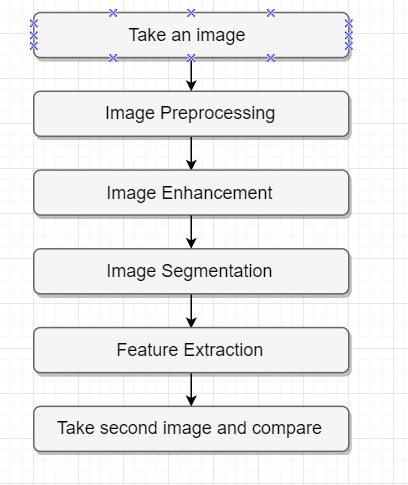 Take an image
Image Preprocessing
Image Enhancement
Image Segmentation
Feature Extraction
Take second image and compare